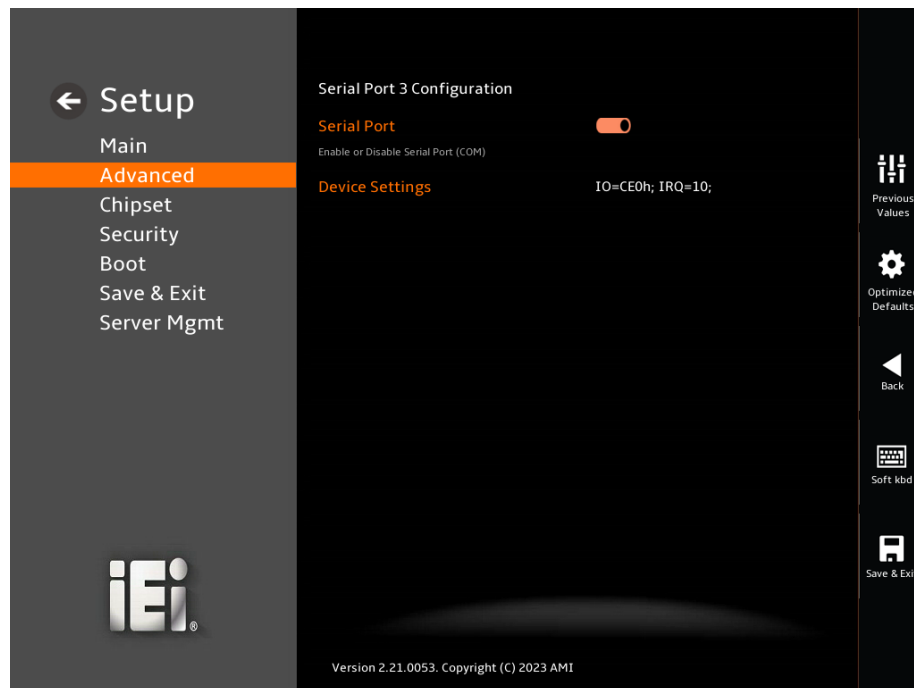 Setup
Main
Advanced
Chipset
Security
Boot
Save & Exit
Server Mgmt
iEi®
Serial Port 3 Configuration
Serial Port
Enable or Disable Serial Port (COM)
Device Settings IO=CE0h; IRQ=10;
Version 2.21.0053. Copyright (C) 2023 AMI
Previous
Values
Optimized
Defaults
Back
Soft kbd
Save & Exi